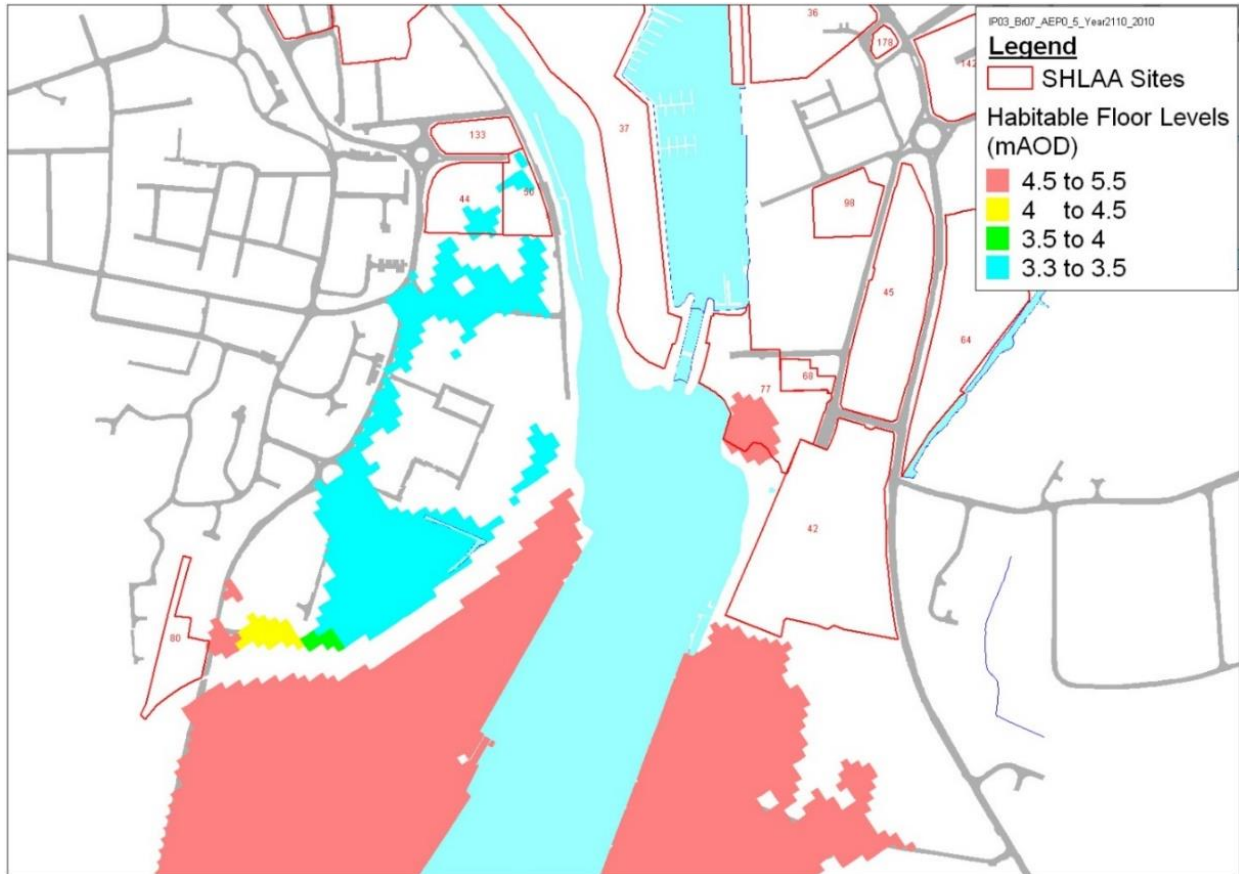 IP03_Br07_AEP0_5_Year2110_2010
Legend
SHLAA Sites
Habitable Floor Levels
(mAOD)
4.5 to 5.5
4 to 4.5
3.5 to 4
3.3 to 3.5
36
178
142
133
37
44
50
98
45
64
77
68
42
80